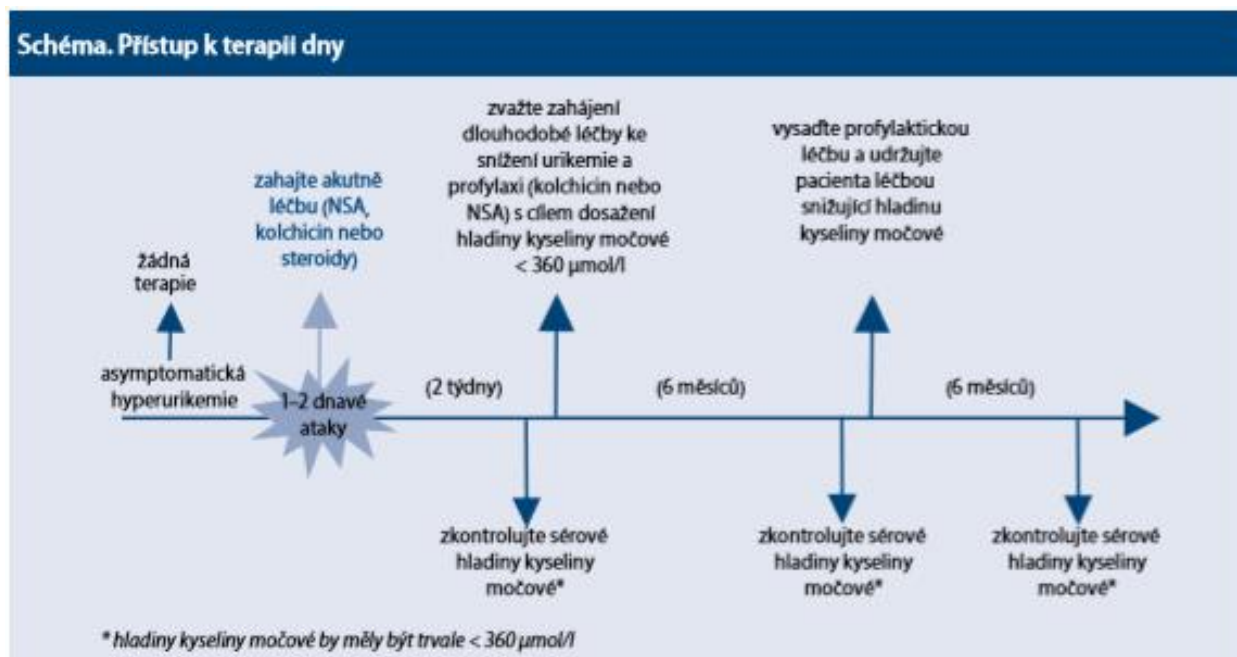 Schéma. Přístup k terapii dny
žádná
terapie
asymptomatická
hyperurikemie
zahajte akutně
léčbu (NSA,
kolchicin nebo
steroidy)
1–2 dnavé
ataky
(2 týdny)
zvažte zahájení
dlouhodobé léčby ke
snížení urikemie a
profylaxi (kolchicin nebo
NSA) s cílem dosažení
hladiny kyseliny močové
< 360 μmol/l
zkontrolujte sérové
hladiny kyseliny
močové*
(6 měsíců)
vysaďte profylaktickou
léčbu a udržujte
pacienta léčbou
snižující hladinu
kyseliny močové
zkontrolujte sérové
hladiny kyseliny
močové*
(6 měsíců)
zkontrolujte sérové
hladiny kyseliny
močové*
* hladiny kyseliny močové by měly být trvale < 360 μmol/l